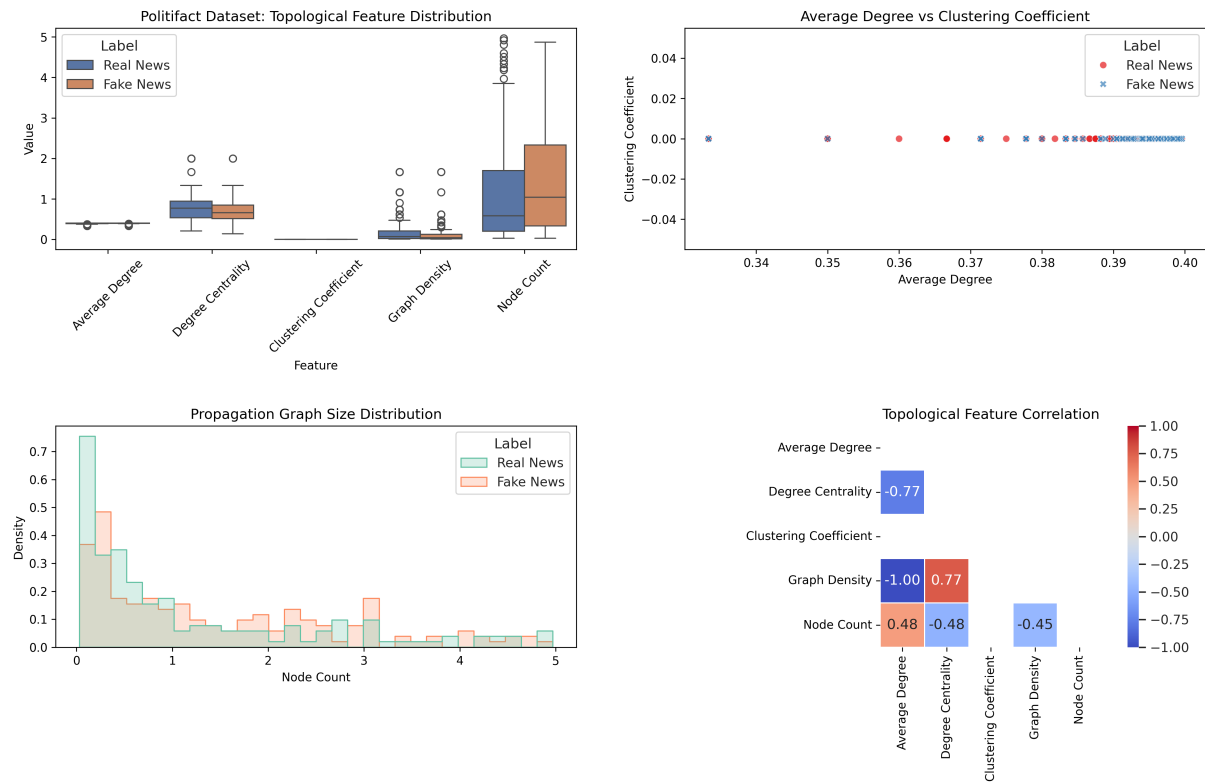 Politifact Dataset: Topological Feature Distribution
Label
Real News
Fake News
5
4
3
2
1
0
Value
Average Degree
Degree Centrality
Clustering Coefficient
Graph Density
Node Count
Feature
Average Degree vs Clustering Coefficient
Label
Real News
Fake News
0.04
0.02
0.00
−0.02
−0.04
Clustering Coefficient
0.34
0.35
0.36
0.37
0.38
0.39
0.40
Average Degree
Propagation Graph Size Distribution
Label
Real News
Fake News
0.7
0.6
0.5
0.4
0.3
0.2
0.1
0.0
Density
0
1
2
3
4
5
Node Count
Topological Feature Correlation
Average Degree
Degree Centrality
Clustering Coefficient
Graph Density
Node Count
-0.77
-1.00 0.77
0.48 -0.48 -0.45
Average Degree
Degree Centrality
Clustering Coefficient
Graph Density
Node Count
1.00
0.75
0.50
0.25
0.00
−0.25
−0.50
−0.75
−1.00